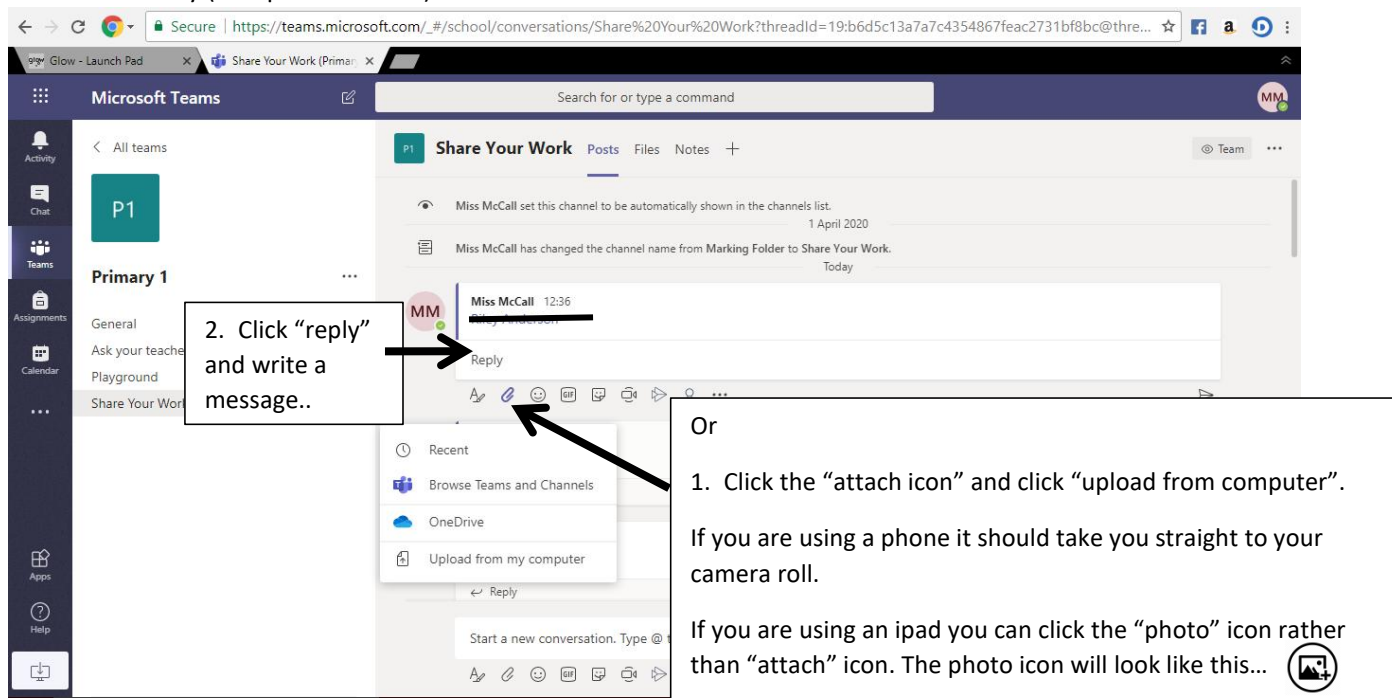 Secure | https://teams.microsoft.com/_#/school/conversations/Share%20Your%20Work?threadId=19:b6d5c13a7a7c4354867feac2731bf8bc@thre...
Glow - Launch Pad
Share Your Work (Primar
Microsoft Teams
Search for or type a command
MM
Activity
Chat
Teams
Assignments
Calendar
Apps
Help
All teams
P1
Primary 1
General
Ask your teache
Playground
Share Your Work
P1 Share Your Work Posts Files Notes +
Team
Miss McCall set this channel to be automatically shown in the channels list.
1 April 2020
Miss McCall has changed the channel name from Marking Folder to Share Your Work.
Today
MM
Miss McCall 12:36
Reply
GIF
2. Click “reply”
and write a
message..
Recent
Browse Teams and Channels
OneDrive
Upload from my computer
Reply
Start a new conversation. Type @ t
GIF
Or
1. Click the “attach icon” and click “upload from computer”.
If you are using a phone it should take you straight to your
camera roll.
If you are using an ipad you can click the “photo” icon rather
than “attach” icon. The photo icon will look like this…